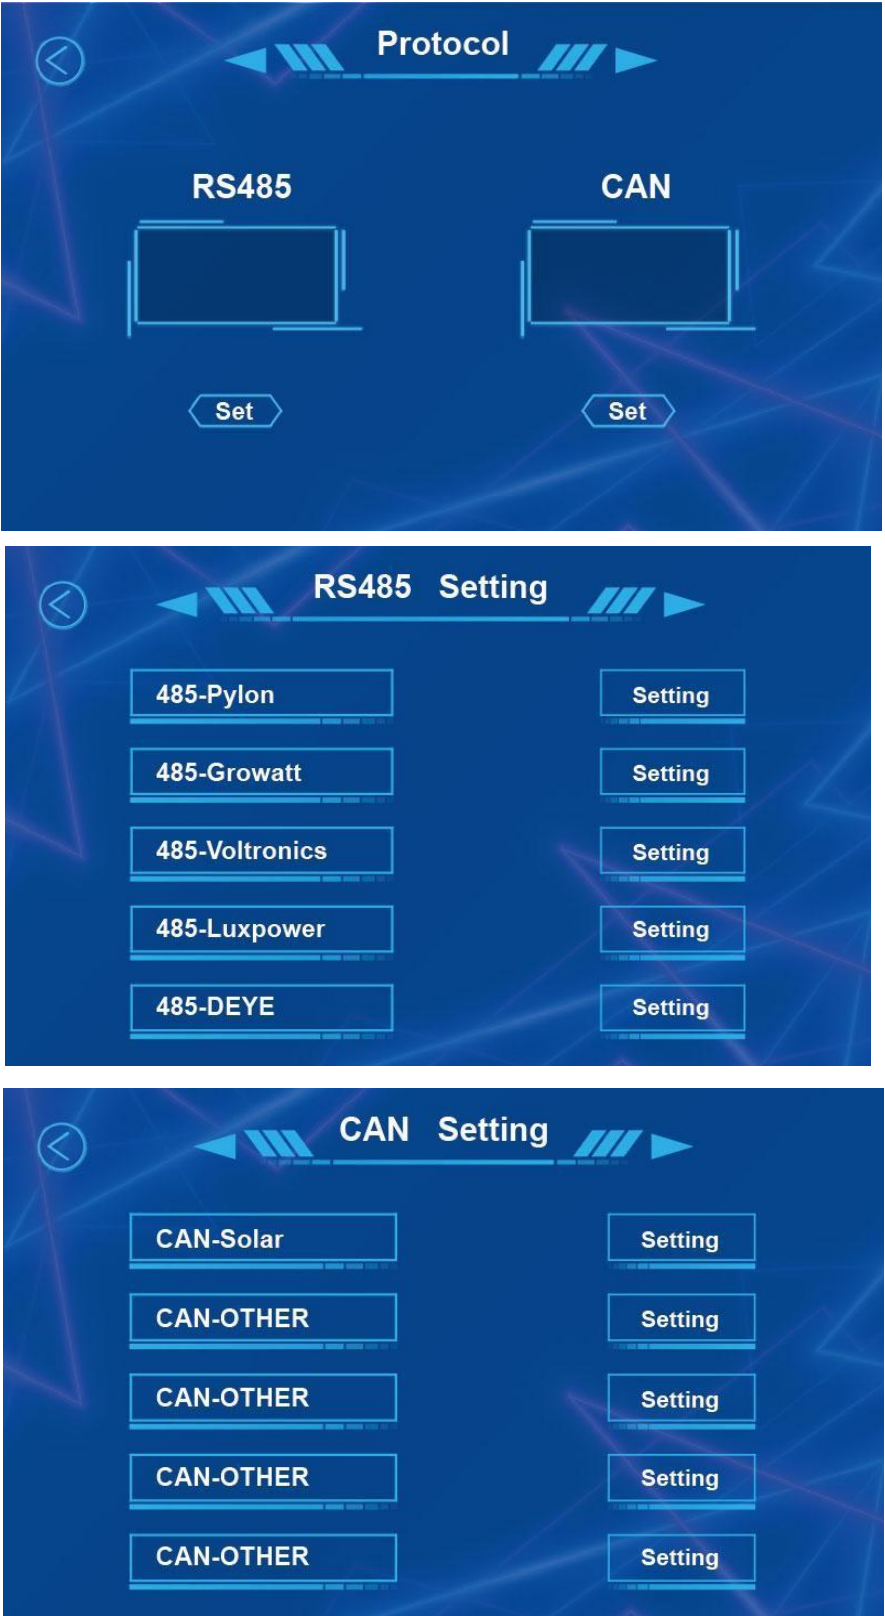 Protocol
RS485 CAN
Set Set
RS485 Setting
485-Pylon Setting
485-Growatt Setting
485-Voltronics Setting
485-Luxpower Setting
485-DEYE Setting
CAN Setting
CAN-Solar Setting
CAN-OTHER Setting
CAN-OTHER Setting
CAN-OTHER Setting
CAN-OTHER Setting